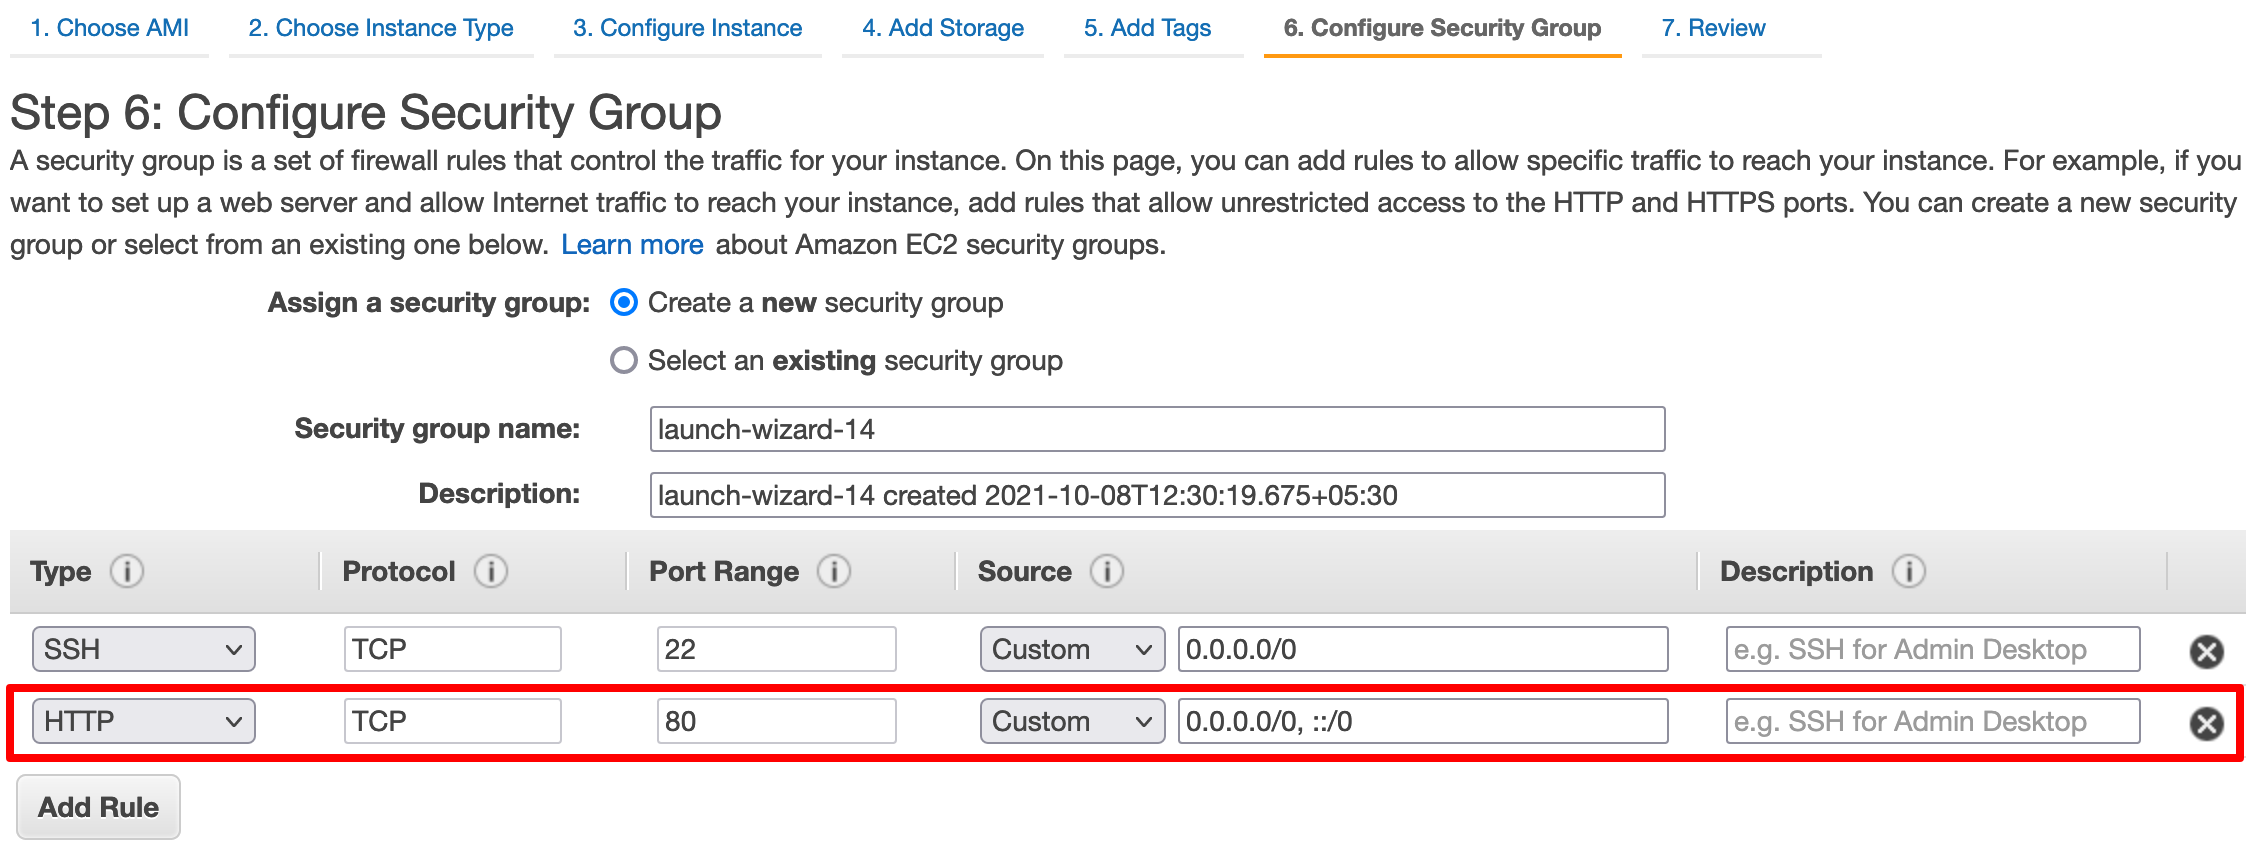 1. Choose AMI 2. Choose Instance Type 3. Configure Instance 4. Add Storage 5. Add Tags 6. Configure Security Group 7. Review
Step 6: Configure Security Group
A security group is a set of firewall rules that control the traffic for your instance. On this page, you can add rules to allow specific traffic to reach your instance. For example, if you
want to set up a web server and allow Internet traffic to reach your instance, add rules that allow unrestricted access to the HTTP and HTTPS ports. You can create a new security
group or select from an existing one below. Learn more about Amazon EC2 security groups.
Assign a security group: Create a new security group
Select an existing security group
Security group name: launch-wizard-14
Description: launch-wizard-14 created 2021-10-08T12:30:19.675+05:30
Type i Protocol i Port Range i Source i Description i
SSH TCP 22 Custom 0.0.0.0/0 e.g. SSH for Admin Desktop
HTTP TCP 80 Custom 0.0.0.0/0, ::/0 e.g. SSH for Admin Desktop
Add Rule